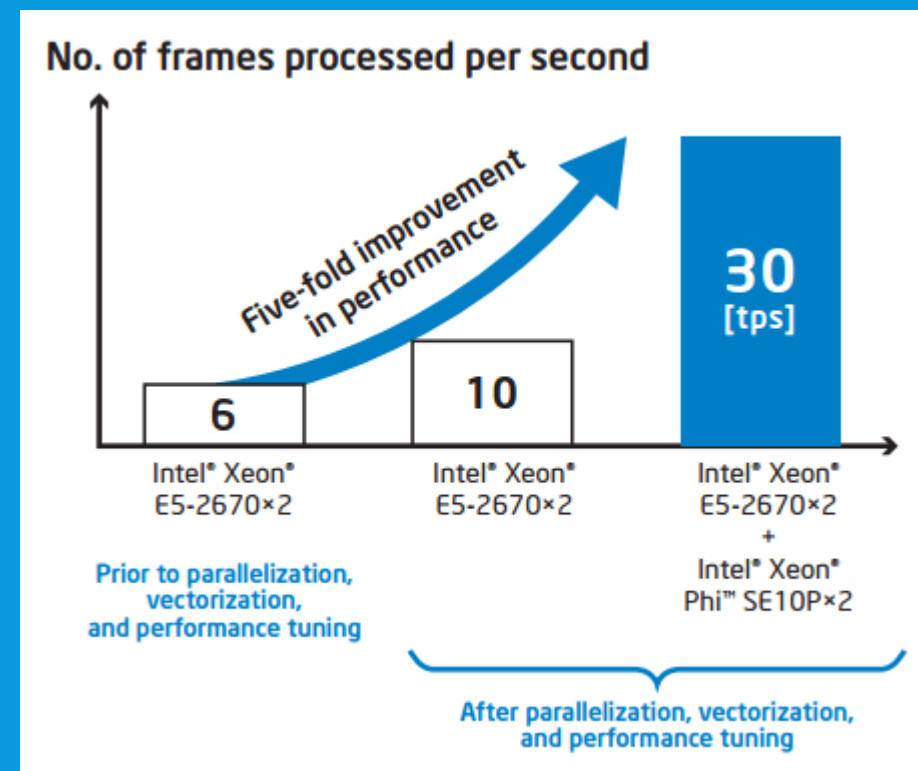 No. of frames processed per second
Five-fold improvement
in performance
6
10
30
[tps]
Intel® Xeon®
E5-2670×2
Intel® Xeon®
E5-2670×2
Intel® Xeon®
E5-2670×2
+
Intel® Xeon®
Phi™ SE10P×2
Prior to parallelization,
vectorization,
and performance tuning
After parallelization, vectorization,
and performance tuning